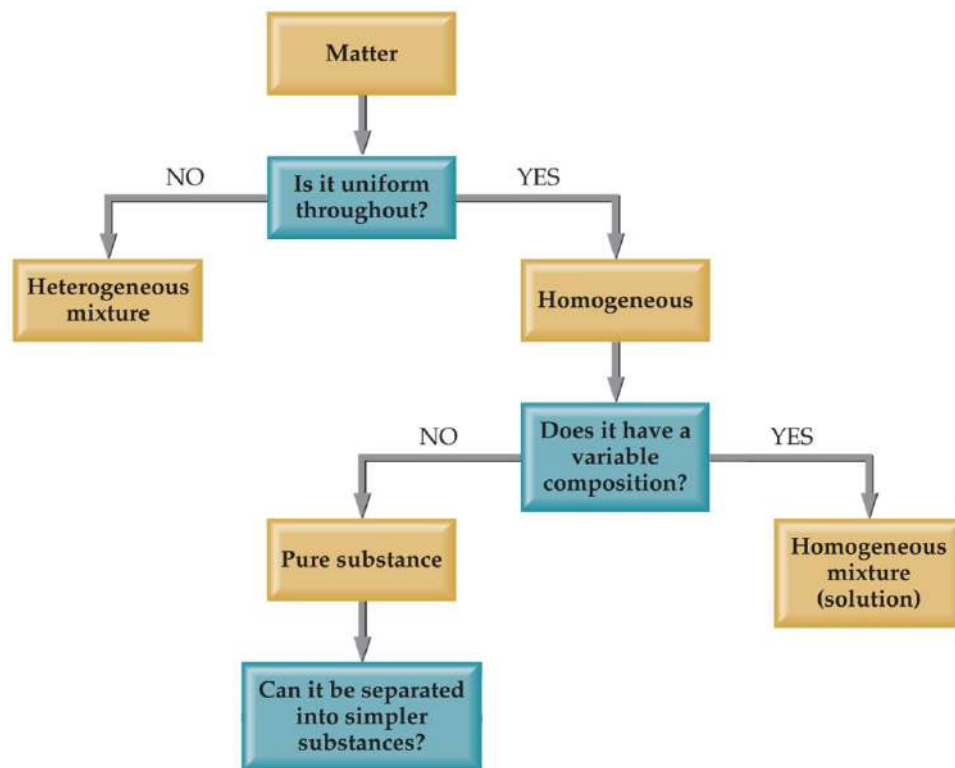 Matter
Is it uniform
throughout?
NO
YES
Heterogeneous
mixture
Homogeneous
Does it have a
variable
composition?
NO
YES
Pure substance
Homogeneous
mixture
(solution)
Can it be separated
into simpler
substances?